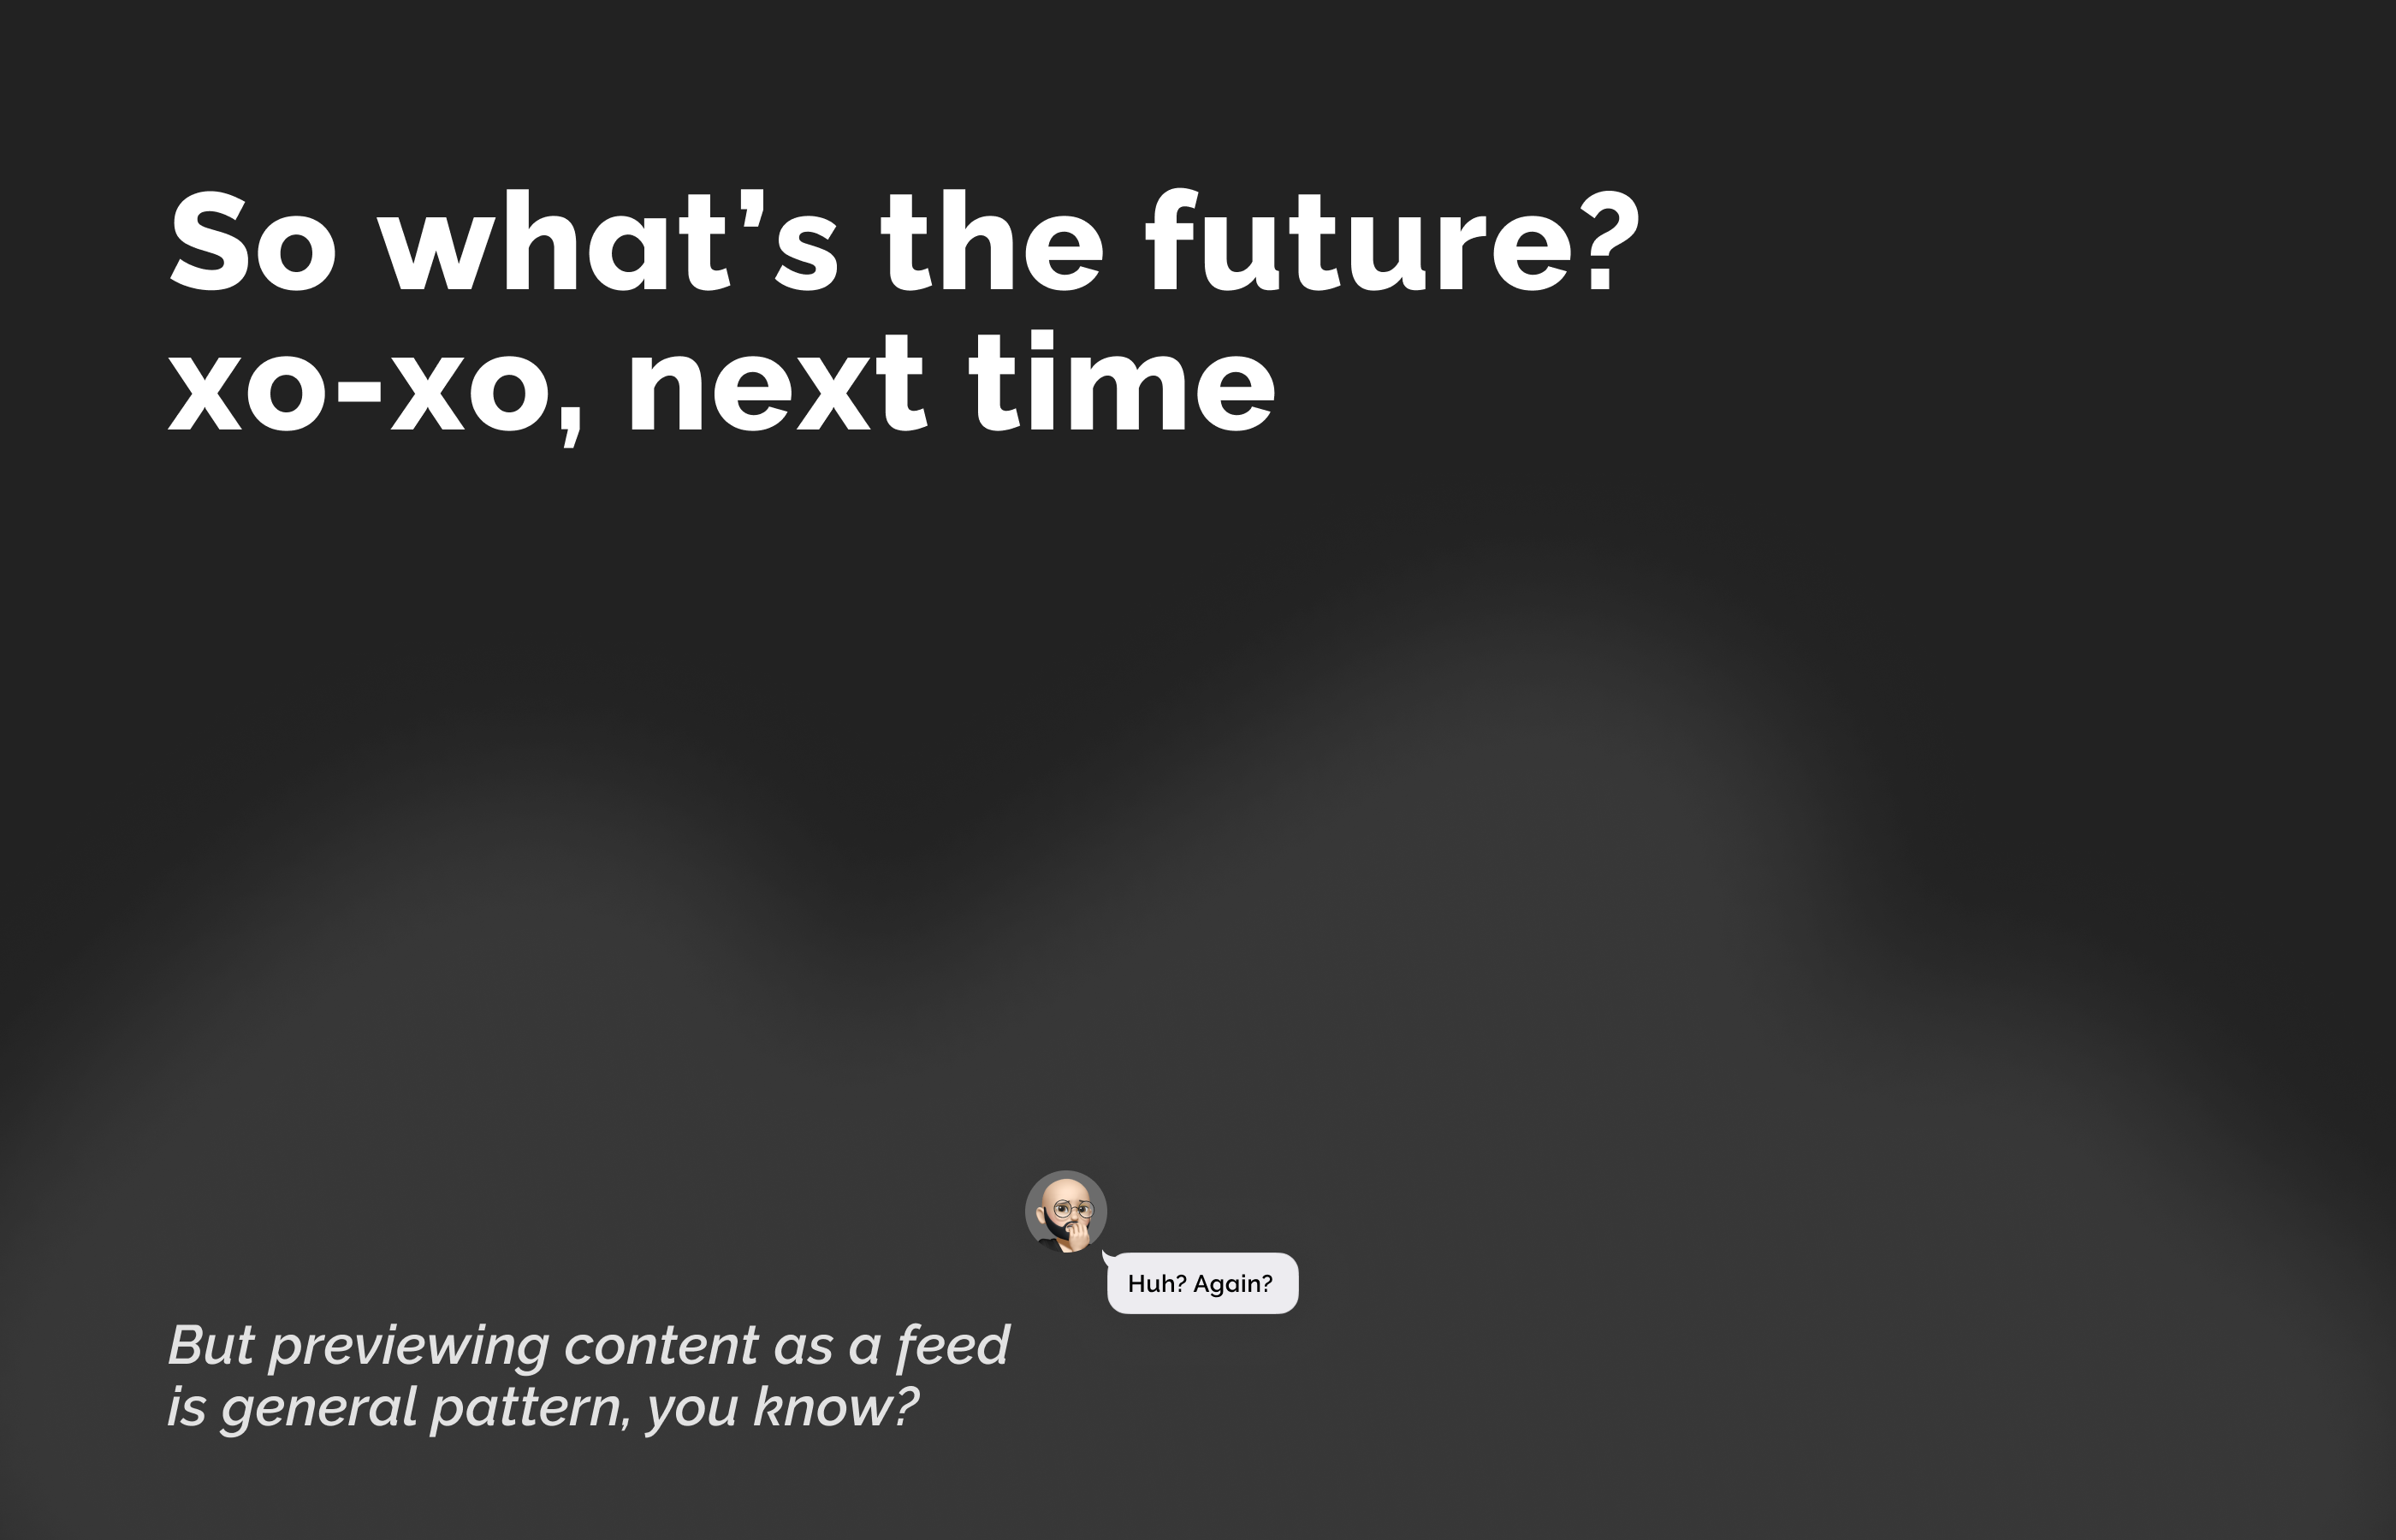 So what’s the future?
xo-xo, next time
Huh? Again?
But previewing content as a feed
is general pattern, you know?